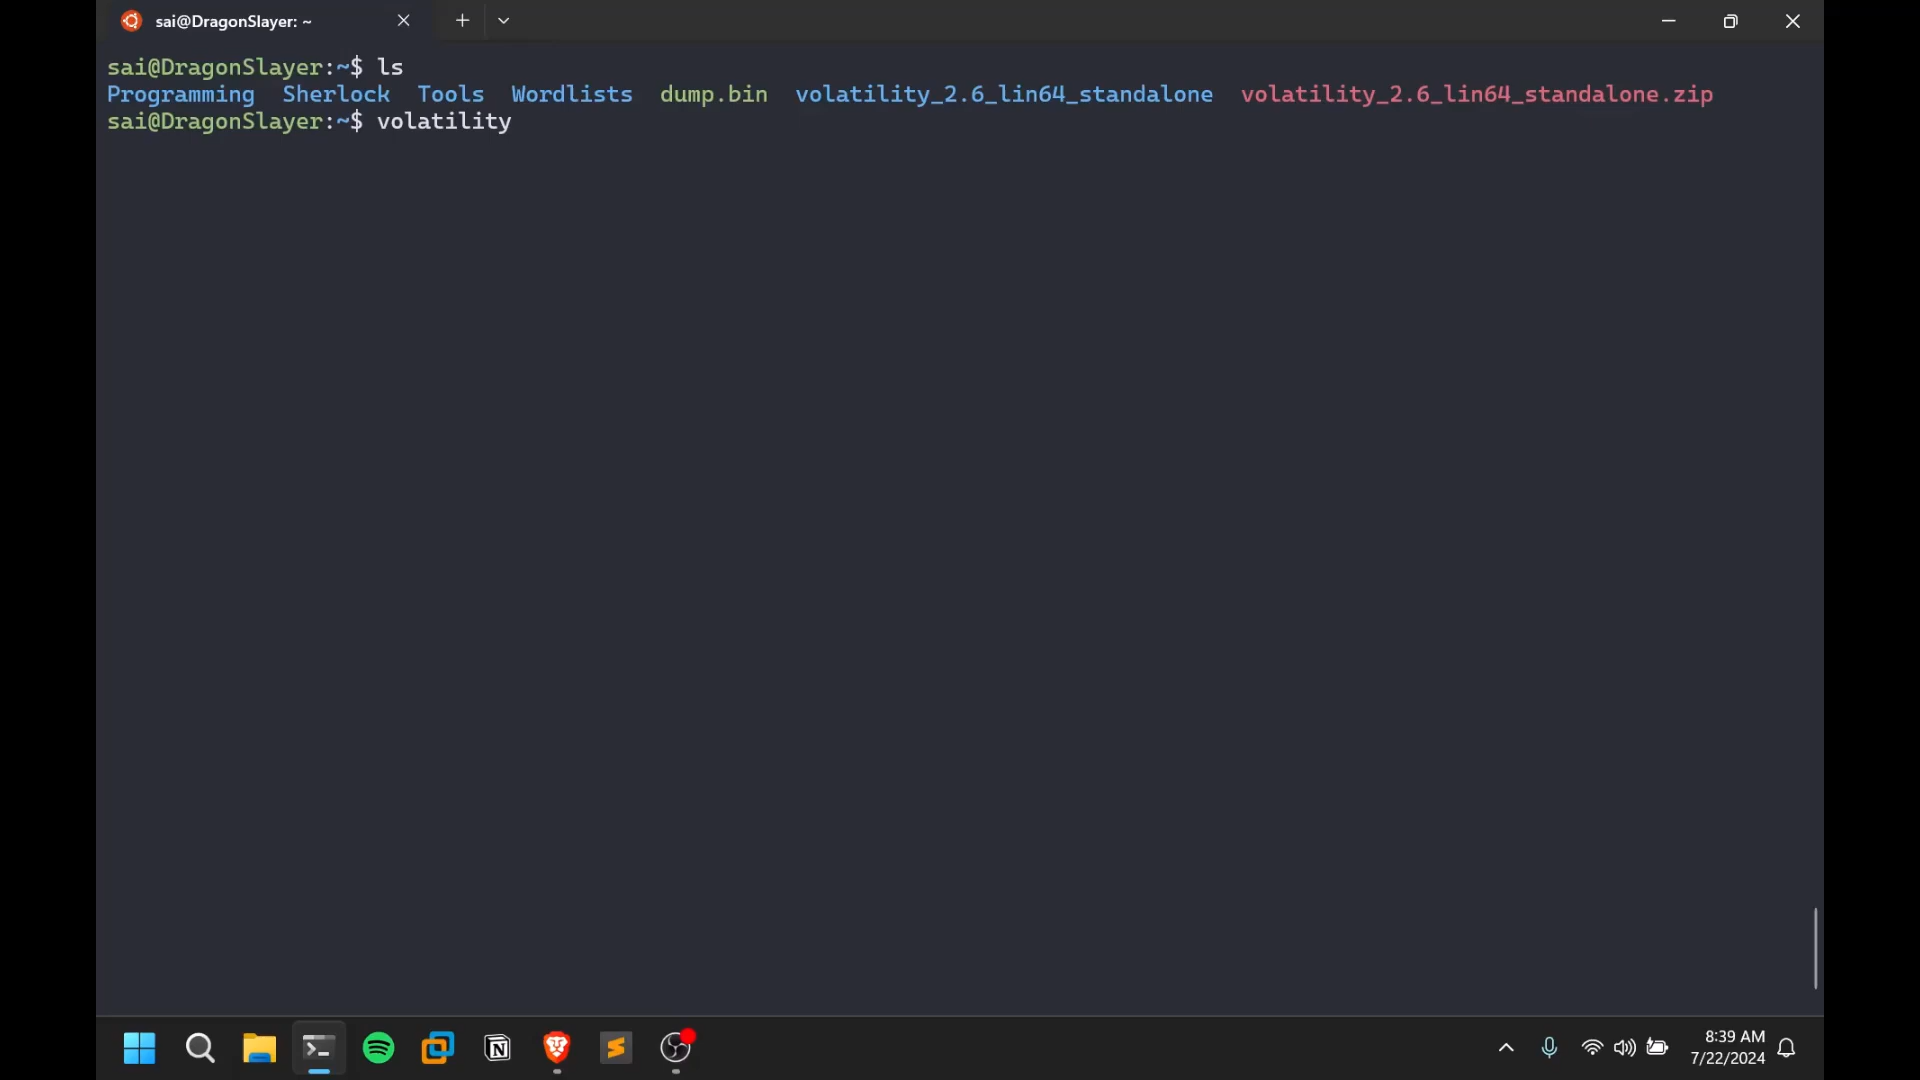 sai@DragonSlayer: ~
sai@DragonSlayer:~$ ls
Programming  Sherlock  Tools  Wordlists  dump.bin  volatility_2.6_lin64_standalone  volatility_2.6_lin64_standalone.zip
sai@DragonSlayer:~$ volatility
8:39 AM
7/22/2024